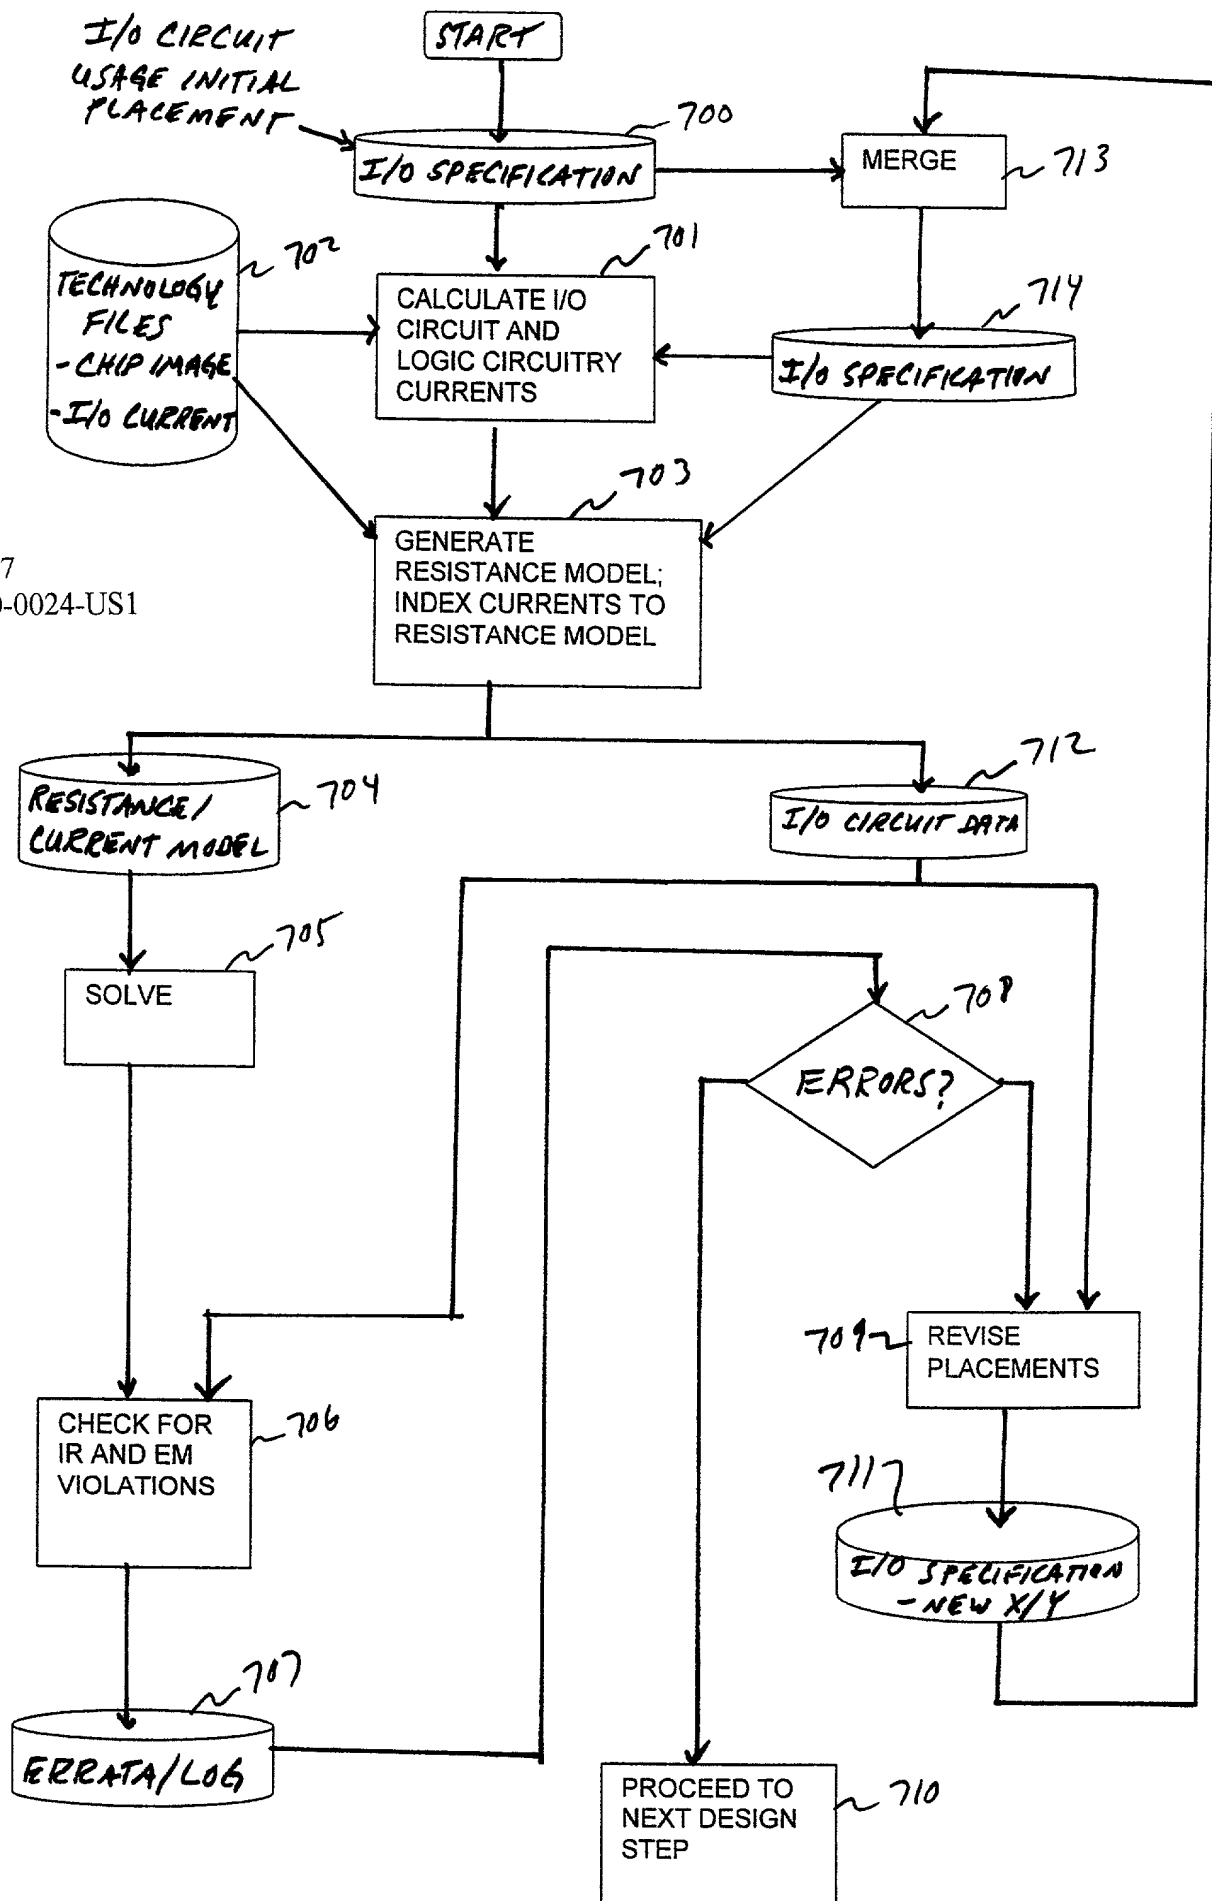 I/O CIRCUIT
USAGE INITIAL
PLACEMENT
START
700
I/O SPECIFICATION
MERGE
713
702
TECHNOLOGY
FILES
- CHIP IMAGE
- I/O CURRENT
701
CALCULATE I/O
CIRCUIT AND
LOGIC CIRCUITRY
CURRENTS
714
I/O SPECIFICATION
703
GENERATE
RESISTANCE MODEL;
INDEX CURRENTS TO
RESISTANCE MODEL
7
0-0024-US1
RESISTANCE/
CURRENT MODEL
704
712
I/O CIRCUIT DATA
705
SOLVE
708
ERRORS?
709
REVISE
PLACEMENTS
CHECK FOR
IR AND EM
VIOLATIONS
706
711
I/O SPECIFICATION
- NEW X/Y
707
ERRATA/LOG
PROCEED TO
NEXT DESIGN
STEP
710